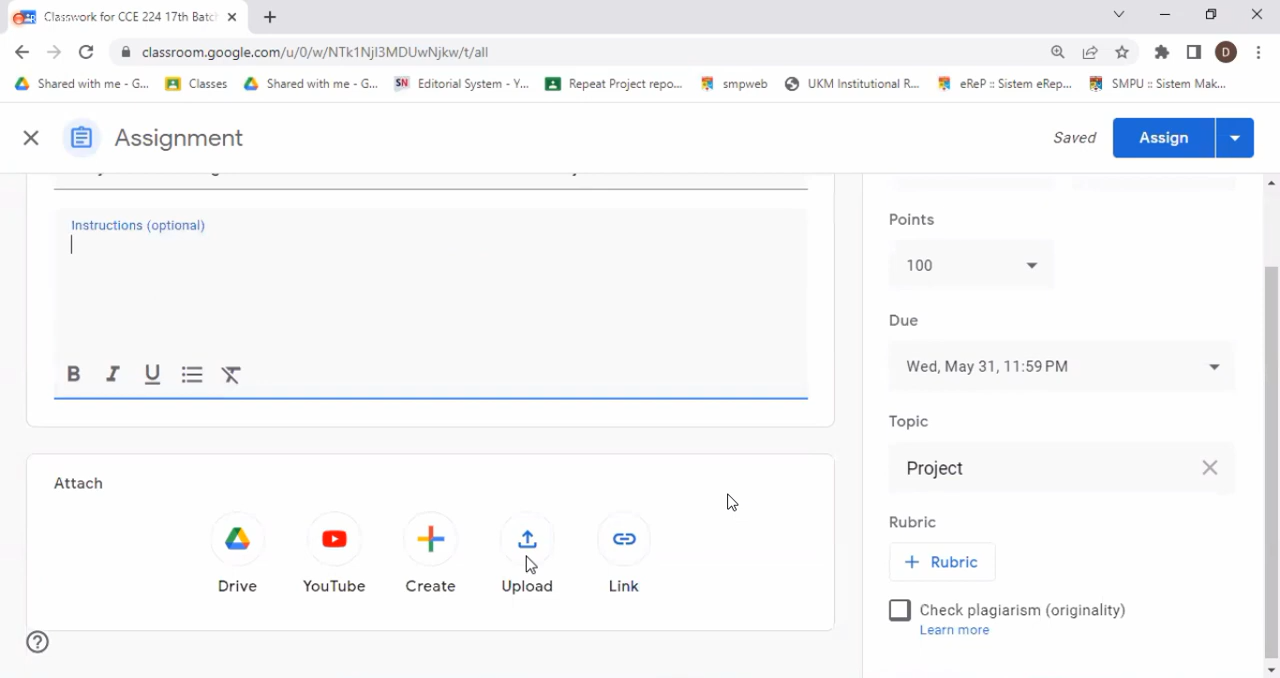 Classwork for CCE 224 17th Batch
classroom.google.com/u/0/w/NTk1NjI3MDUwNjkw/t/all
D
Shared with me - G...
Classes
Shared with me - G...
SN
Editorial System - Y...
Repeat Project repo...
smpweb
UKM Institutional R...
eReP :: Sistem eRep...
SMPU :: Sistem Mak...
Assignment
Saved
Assign
Instructions (optional)
B I U
Attach
Drive
YouTube
Create
Upload
Link
Points
100
Due
Wed, May 31, 11:59 PM
Topic
Project
Rubric
+ Rubric
Check plagiarism (originality)
Learn more